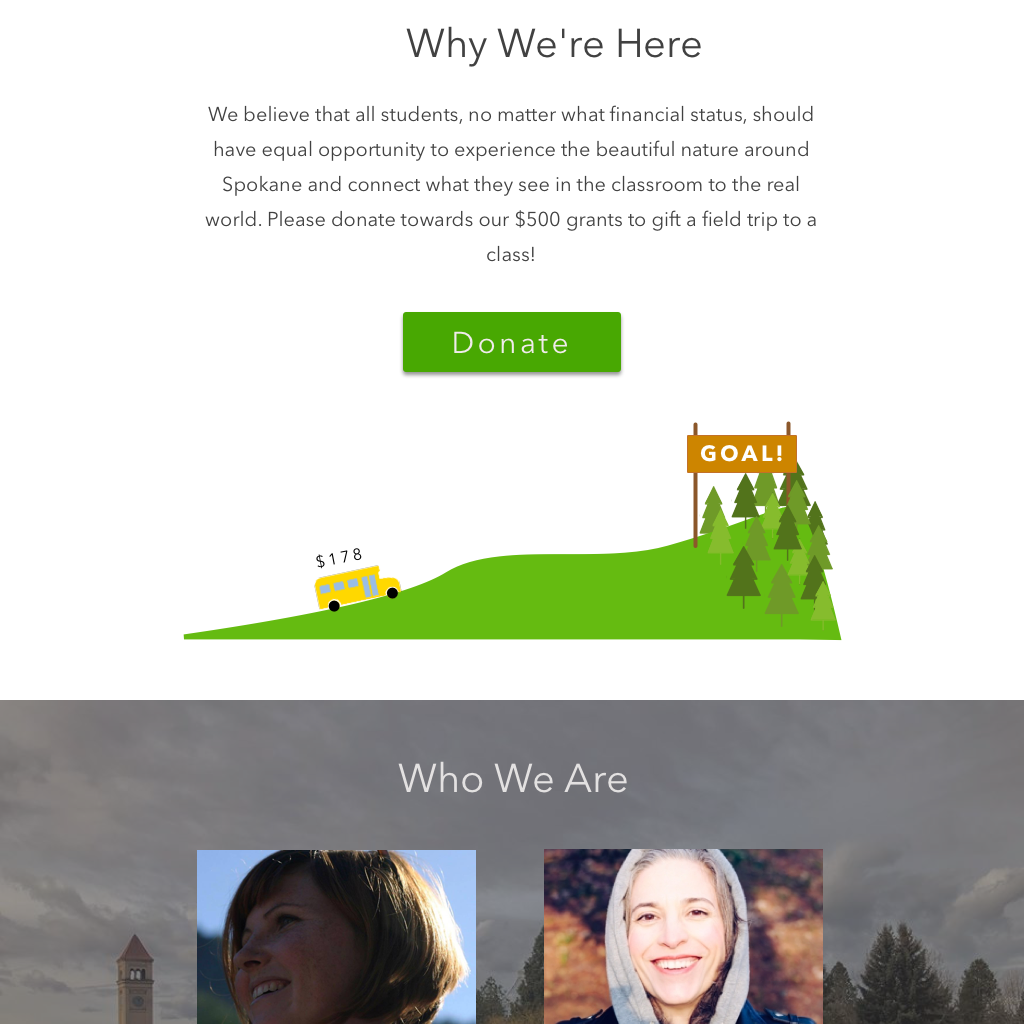 Why We're Here
We believe that all students, no matter what financial status, should
have equal opportunity to experience the beautiful nature around
Spokane and connect what they see in the classroom to the real
world. Please donate towards our $500 grants to gift a field trip to a
class!
Donate
GOAL!
$178
Who We Are